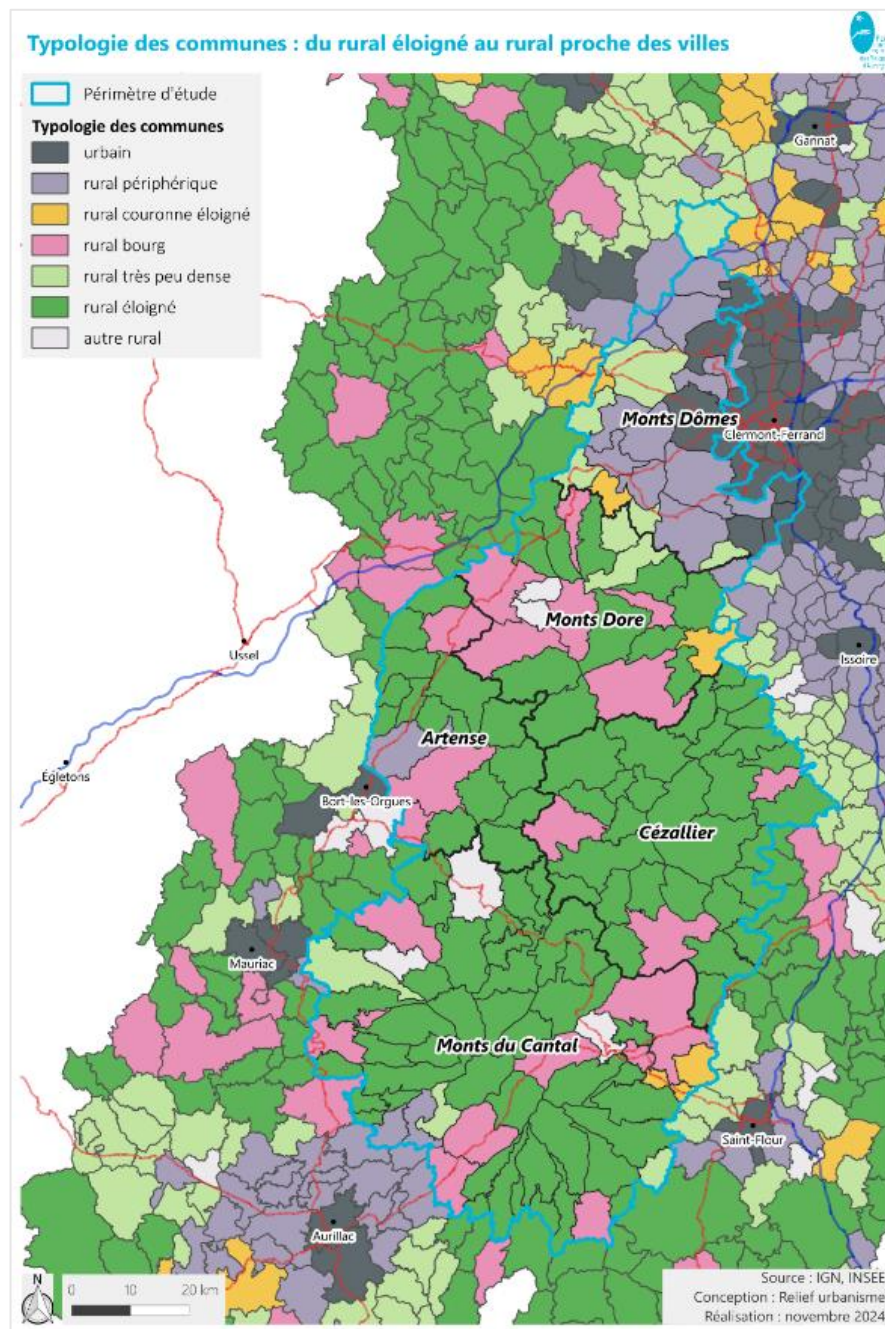 Typologie des communes : du rural éloigné au rural proche des villes
Périmètre d'étude
Typologie des communes
urbain
rural périphérique
rural couronne éloigné
rural bourg
rural très peu dense
rural éloigné
autre rural
Gannat
Monts Dômes
Clermont-Ferrand
Monts Dore
Ussel
Issoire
Artense
Égletons
Bort-les-Orgues
Cézallier
Mauriac
Monts du Cantal
Saint-Flour
Aurillac
N
0 10 20 km
Source : IGN, INSEE
Conception : Relief urbanisme
Réalisation : novembre 2024